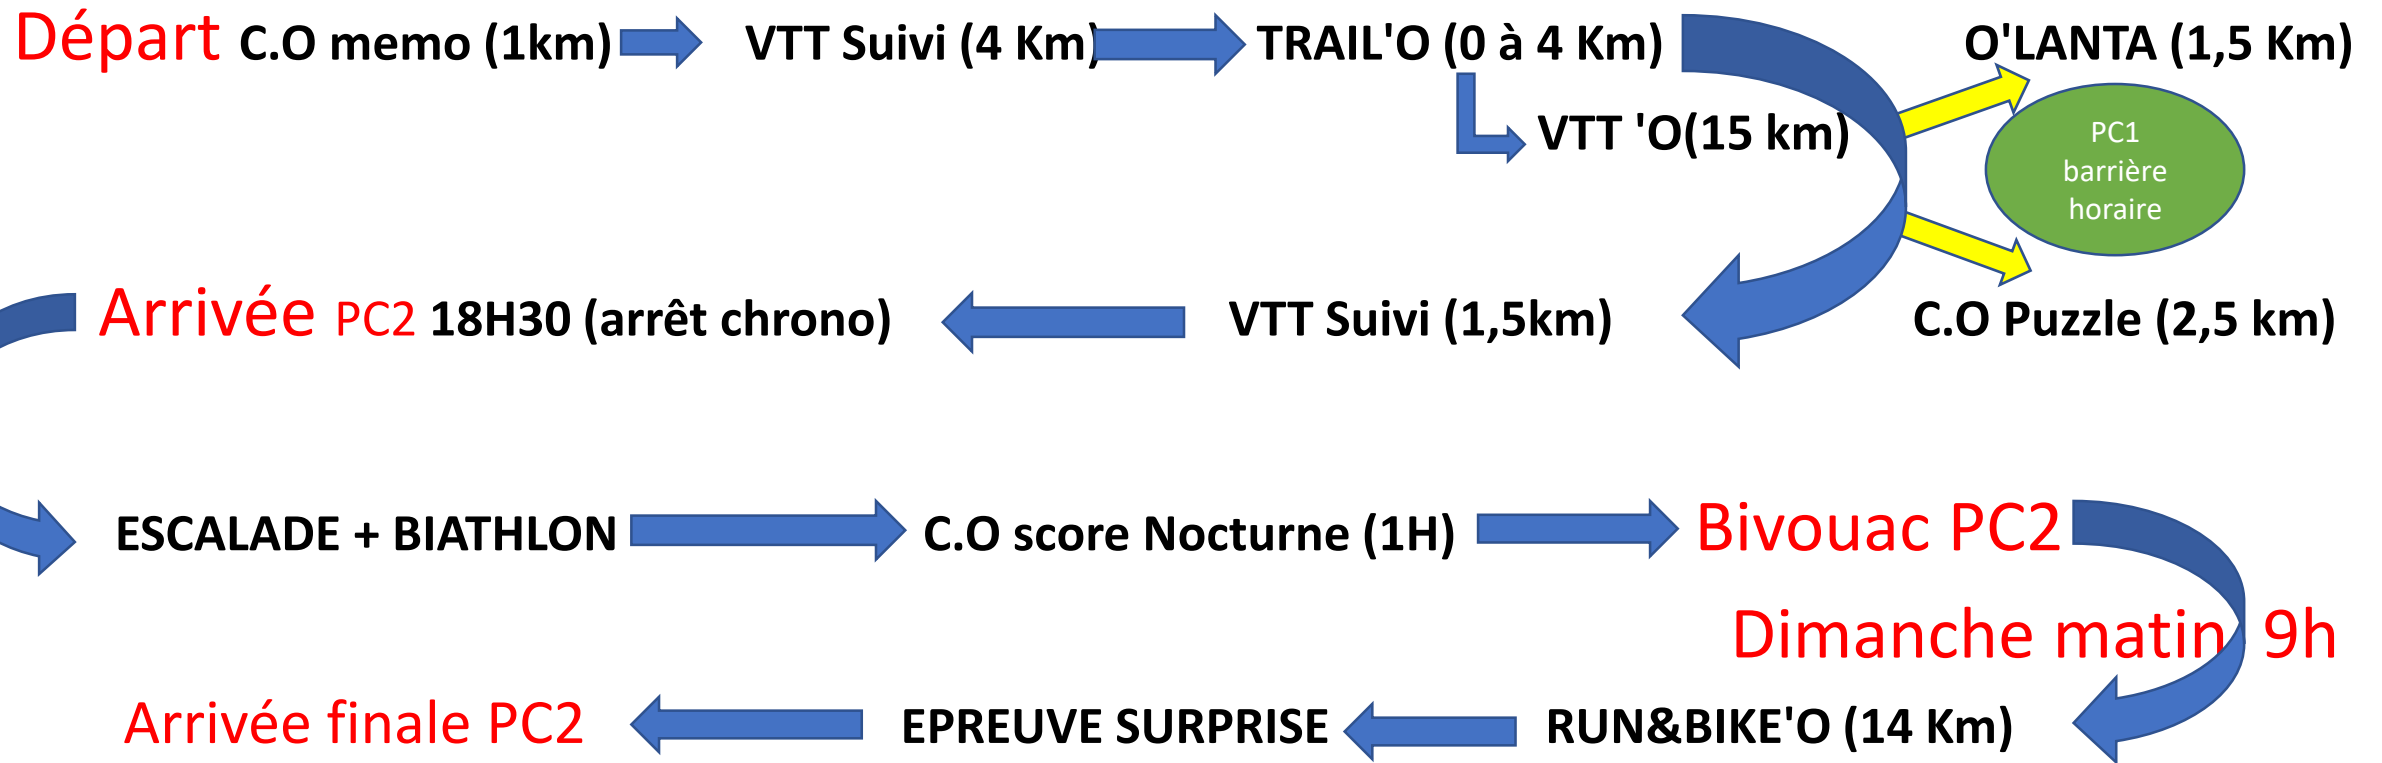 Départ C.O memo (1km) VTT Suivi (4 Km) TRAIL'O (0 à 4 Km) O'LANTA (1,5 Km)
VTT 'O(15 km)
PC1
barrière
horaire
Arrivée PC2 18H30 (arrêt chrono) VTT Suivi (1,5km) C.O Puzzle (2,5 km)
ESCALADE + BIATHLON C.O score Nocturne (1H) Bivouac PC2
Dimanche matin 9h
Arrivée finale PC2 EPREUVE SURPRISE RUN&BIKE'O (14 Km)